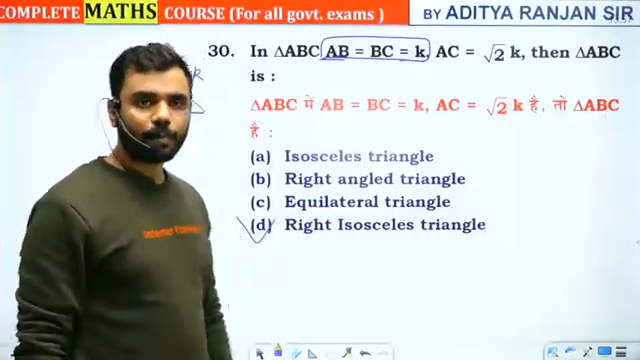 COMPLETE MATHS COURSE (For all govt. exams )
BY ADITYA RANJAN SIR
30. In ΔABC AB = BC = k, AC = √2 k, then ΔABC
is :
ΔABC में AB = BC = k, AC = √2 k है, तो ΔABC
है :
(a) Isosceles triangle
(b) Right angled triangle
(c) Equilateral triangle
(d) Right Isosceles triangle